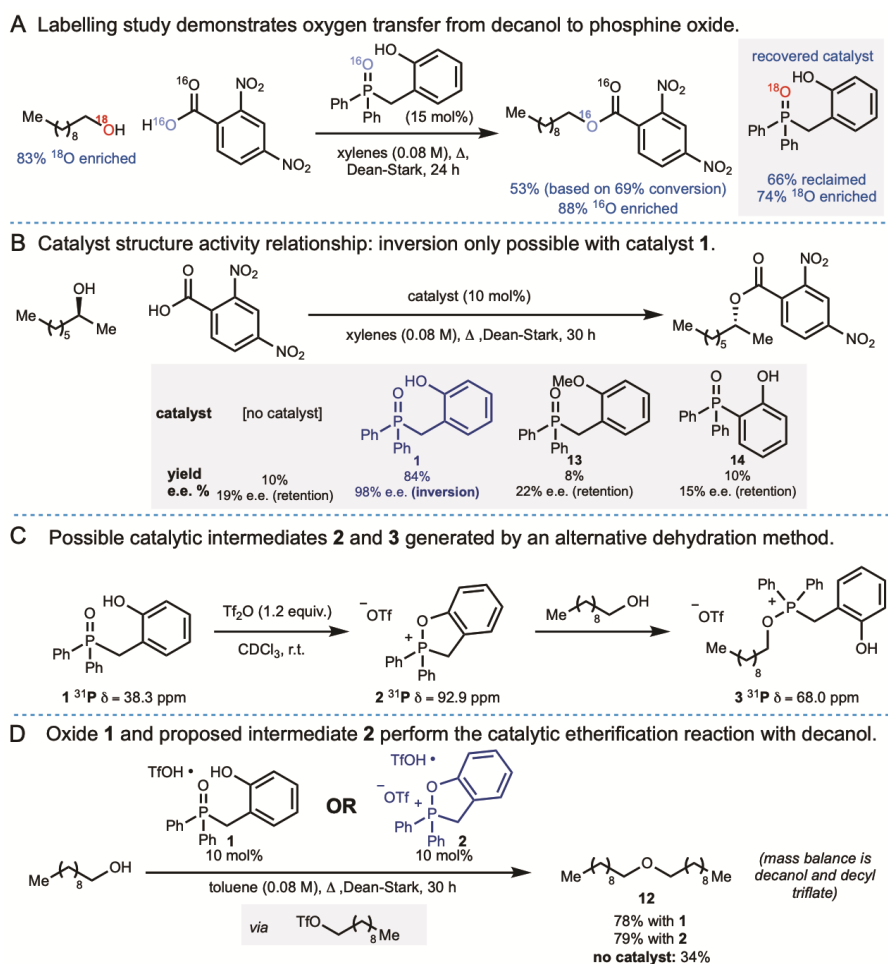 A Labelling study demonstrates oxygen transfer from decanol to phosphine oxide.
Me
8
18
OH
83% ¹⁸O enriched
16O
H16O
NO2
NO2
16O
HO
P
Ph
Ph
(15 mol%)
xylenes (0.08 M), Δ,
Dean-Stark, 24 h
Me
8
16
O
16O
NO2
NO2
53% (based on 69% conversion)
88% ¹⁶O enriched
recovered catalyst
18O
HO
P
Ph
Ph
66% reclaimed
74% ¹⁸O enriched
B Catalyst structure activity relationship: inversion only possible with catalyst 1.
OH
Me
5
Me
O
HO
NO2
NO2
catalyst (10 mol%)
xylenes (0.08 M), Δ ,Dean-Stark, 30 h
O
O
NO2
NO2
Me
5
Me
catalyst
[no catalyst]
HO
O
P
Ph
Ph
1
MeO
O
P
Ph
Ph
13
O
OH
P
Ph
Ph
14
yield 10% 84% 8% 10%
e.e. % 19% e.e. (retention) 98% e.e. (inversion) 22% e.e. (retention) 15% e.e. (retention)
C Possible catalytic intermediates 2 and 3 generated by an alternative dehydration method.
HO
O
P
Ph
Ph
1 ³¹P δ = 38.3 ppm
Tf2O (1.2 equiv.)
CDCl3, r.t.
−OTf
O
+
P
Ph
Ph
2 ³¹P δ = 92.9 ppm
Me
8
OH
−OTf
Ph
Ph
+
P
O
Me
8
OH
3 ³¹P δ = 68.0 ppm
D Oxide 1 and proposed intermediate 2 perform the catalytic etherification reaction with decanol.
Me
8
OH
TfOH •
HO
O
P
Ph
Ph
1
10 mol%
OR
TfOH •
−OTf
O
+
P
Ph
Ph
2
10 mol%
toluene (0.08 M), Δ ,Dean-Stark, 30 h
via
TfO
8
Me
Me
8
O
8
Me
12
78% with 1
79% with 2
no catalyst: 34%
(mass balance is
decanol and decyl
triflate)